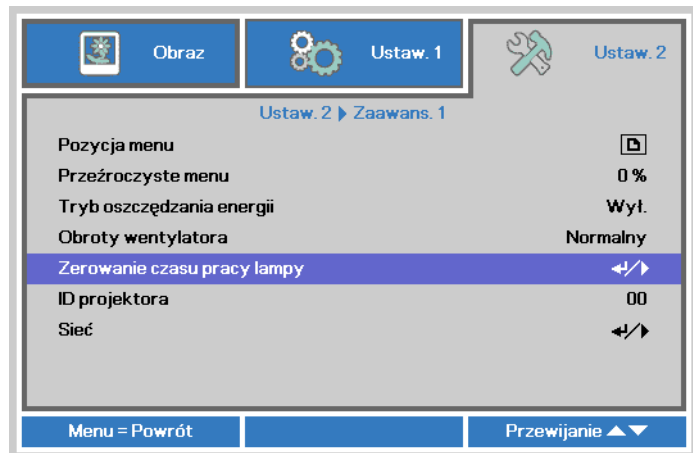 Obraz
Ustaw. 1
Ustaw. 2
Ustaw. 2 ▶ Zaawans. 1
Pozycja menu
Przeźroczyste menu 0 %
Tryb oszczędzania energii Wył.
Obroty wentylatora Normalny
Zerowanie czasu pracy lampy ↵/▶
ID projektora 00
Sieć ↵/▶
Menu = Powrót
Przewijanie ▲▼